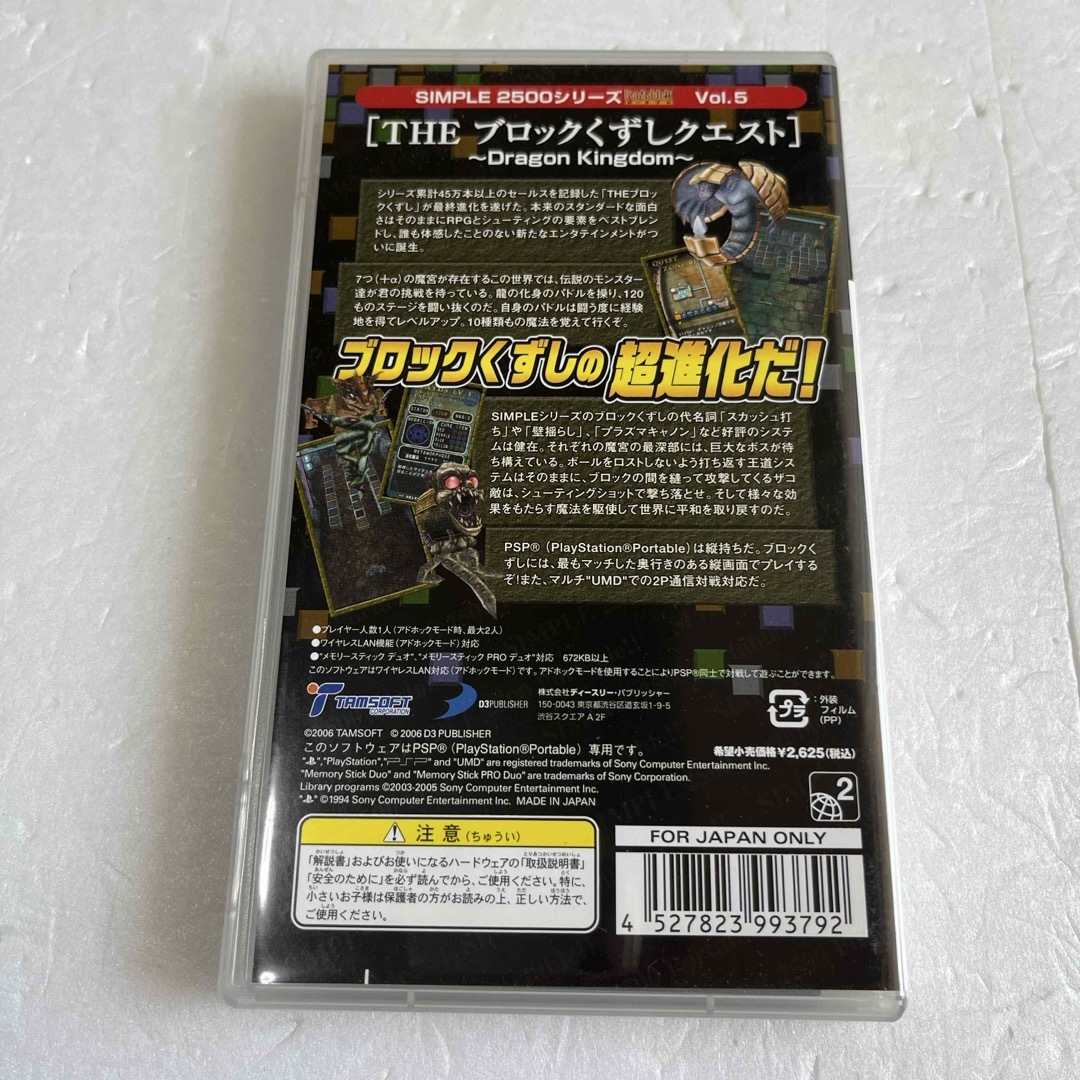 SIMPLE 2500シリーズ Portable!! Vol.5
[THE ブロックくずしクエスト]
～Dragon Kingdom～
シリーズ累計45万本以上のセールスを記録した「THEブロッ
クくずし」が最終進化を遂げた。本来のスタンダードな面白
さはそのままにRPGとシューティングの要素をベストブレン
ドし、誰も体感したことのない新たなエンタテインメントがつ
いに誕生。
QUEST
ZONE
7つ(+α)の魔宮が存在するこの世界では、伝説のモンスター
達が君の挑戦を待っている。龍の化身のパドルを操り、120
ものステージを闘い抜くのだ。自身のパドルは闘う度に経験
地を得てレベルアップ。10種類もの魔法を覚えて行くぞ。
ブロックくずしの超進化だ!
STATUS
METAMORPHOSE
SIMPLEシリーズのブロックくずしの代名詞「スカッシュ打
ち」や「壁揺らし」、「プラズマキャノン」など好評のシステ
ムは健在。それぞれの魔宮の最深部には、巨大なボスが待
ち構えている。ボールをロストしないよう打ち返す王道シス
テムはそのままに、ブロックの間を縫って攻撃してくるザコ
敵は、シューティングショットで撃ち落とせ。そして様々な効
果をもたらす魔法を駆使して世界に平和を取り戻すのだ。
PSP®(PlayStation®Portable)は縦持ちだ。ブロックく
ずしには、最もマッチした奥行きのある縦画面でプレイする
ぞ!また、マルチ"UMD"での2P通信対戦対応だ。
●プレイヤー人数1人(アドホックモード時、最大2人)
●ワイヤレスLAN機能(アドホックモード)対応
●"メモリースティック デュオ"、"メモリースティック PRO デュオ"対応 672KB以上
このソフトウェアはワイヤレスLAN対応(アドホックモード)です。アドホックモードを使用することによりPSP®同士で対戦して遊ぶことができます。
TAMSOFT
CORPORATION
D3PUBLISHER
株式会社ディースリー・パブリッシャー
150-0043 東京都渋谷区道玄坂1-9-5
渋谷スクエア A 2F
プラ
:外装
フィルム
(PP)
©2006 TAMSOFT ©2006 D3 PUBLISHER
このソフトウェアはPSP®(PlayStation®Portable)専用です。
希望小売価格¥2,625(税込)
"","PlayStation","PSP" and "UMD" are registered trademarks of Sony Computer Entertainment Inc.
"Memory Stick Duo" and "Memory Stick PRO Duo" are trademarks of Sony Corporation.
Library programs ©2003-2005 Sony Computer Entertainment Inc.
"" ©1994 Sony Computer Entertainment Inc. MADE IN JAPAN
2
注意(ちゅうい)
「解説書」およびお使いになるハードウェアの「取扱説明書」
「安全のために」を必ず読んでから、ご使用ください。特に、
小さいお子様は保護者の方がお読みの上、正しい方法で、
ご使用ください。
FOR JAPAN ONLY
4 527823 993792